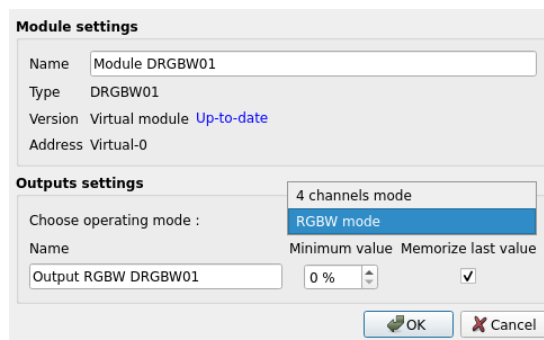 Module settings
Name Module DRGBW01
Type DRGBW01
Version Virtual module Up-to-date
Address Virtual-0
Outputs settings
4 channels mode
Choose operating mode : RGBW mode
Name Minimum value Memorize last value
Output RGBW DRGBW01 0 %
OK Cancel